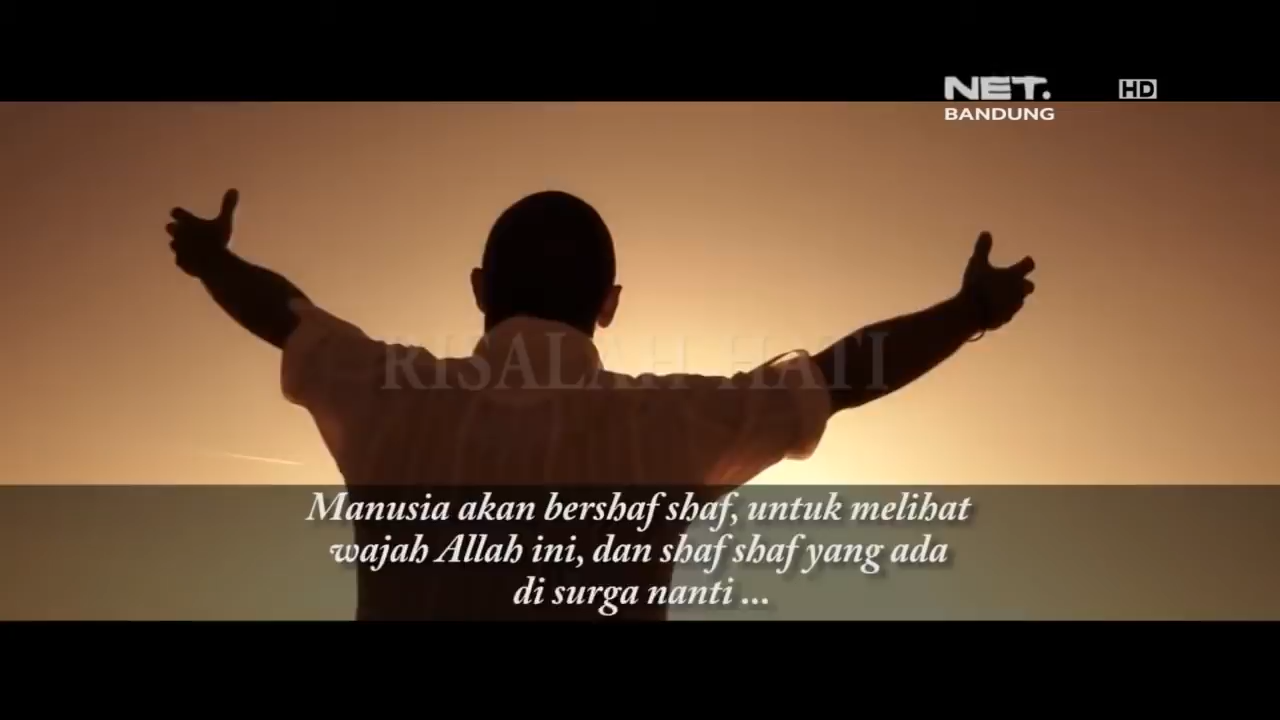 NET.
HD
BANDUNG
RISALAH HATI
Manusia akan bershaf shaf, untuk melihat
wajah Allah ini, dan shaf shaf yang ada
di surga nanti ...